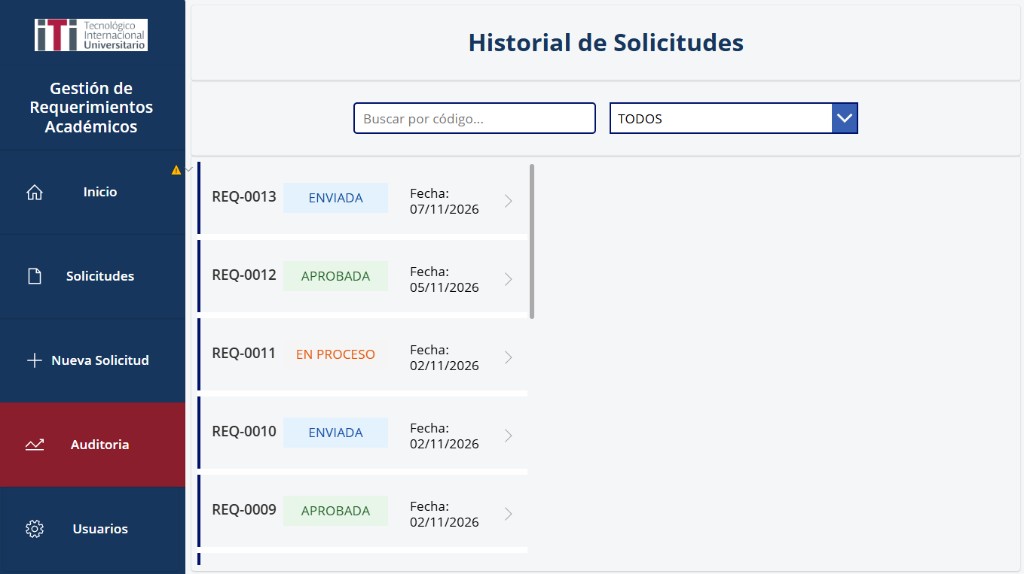 iTi Tecnológico
Internacional
Universitario
Gestión de
Requerimientos
Académicos
Inicio
Solicitudes
Nueva Solicitud
Auditoria
Usuarios
Historial de Solicitudes
Buscar por código...
TODOS
REQ-0013
ENVIADA
Fecha:
07/11/2026
REQ-0012
APROBADA
Fecha:
05/11/2026
REQ-0011
EN PROCESO
Fecha:
02/11/2026
REQ-0010
ENVIADA
Fecha:
02/11/2026
REQ-0009
APROBADA
Fecha:
02/11/2026